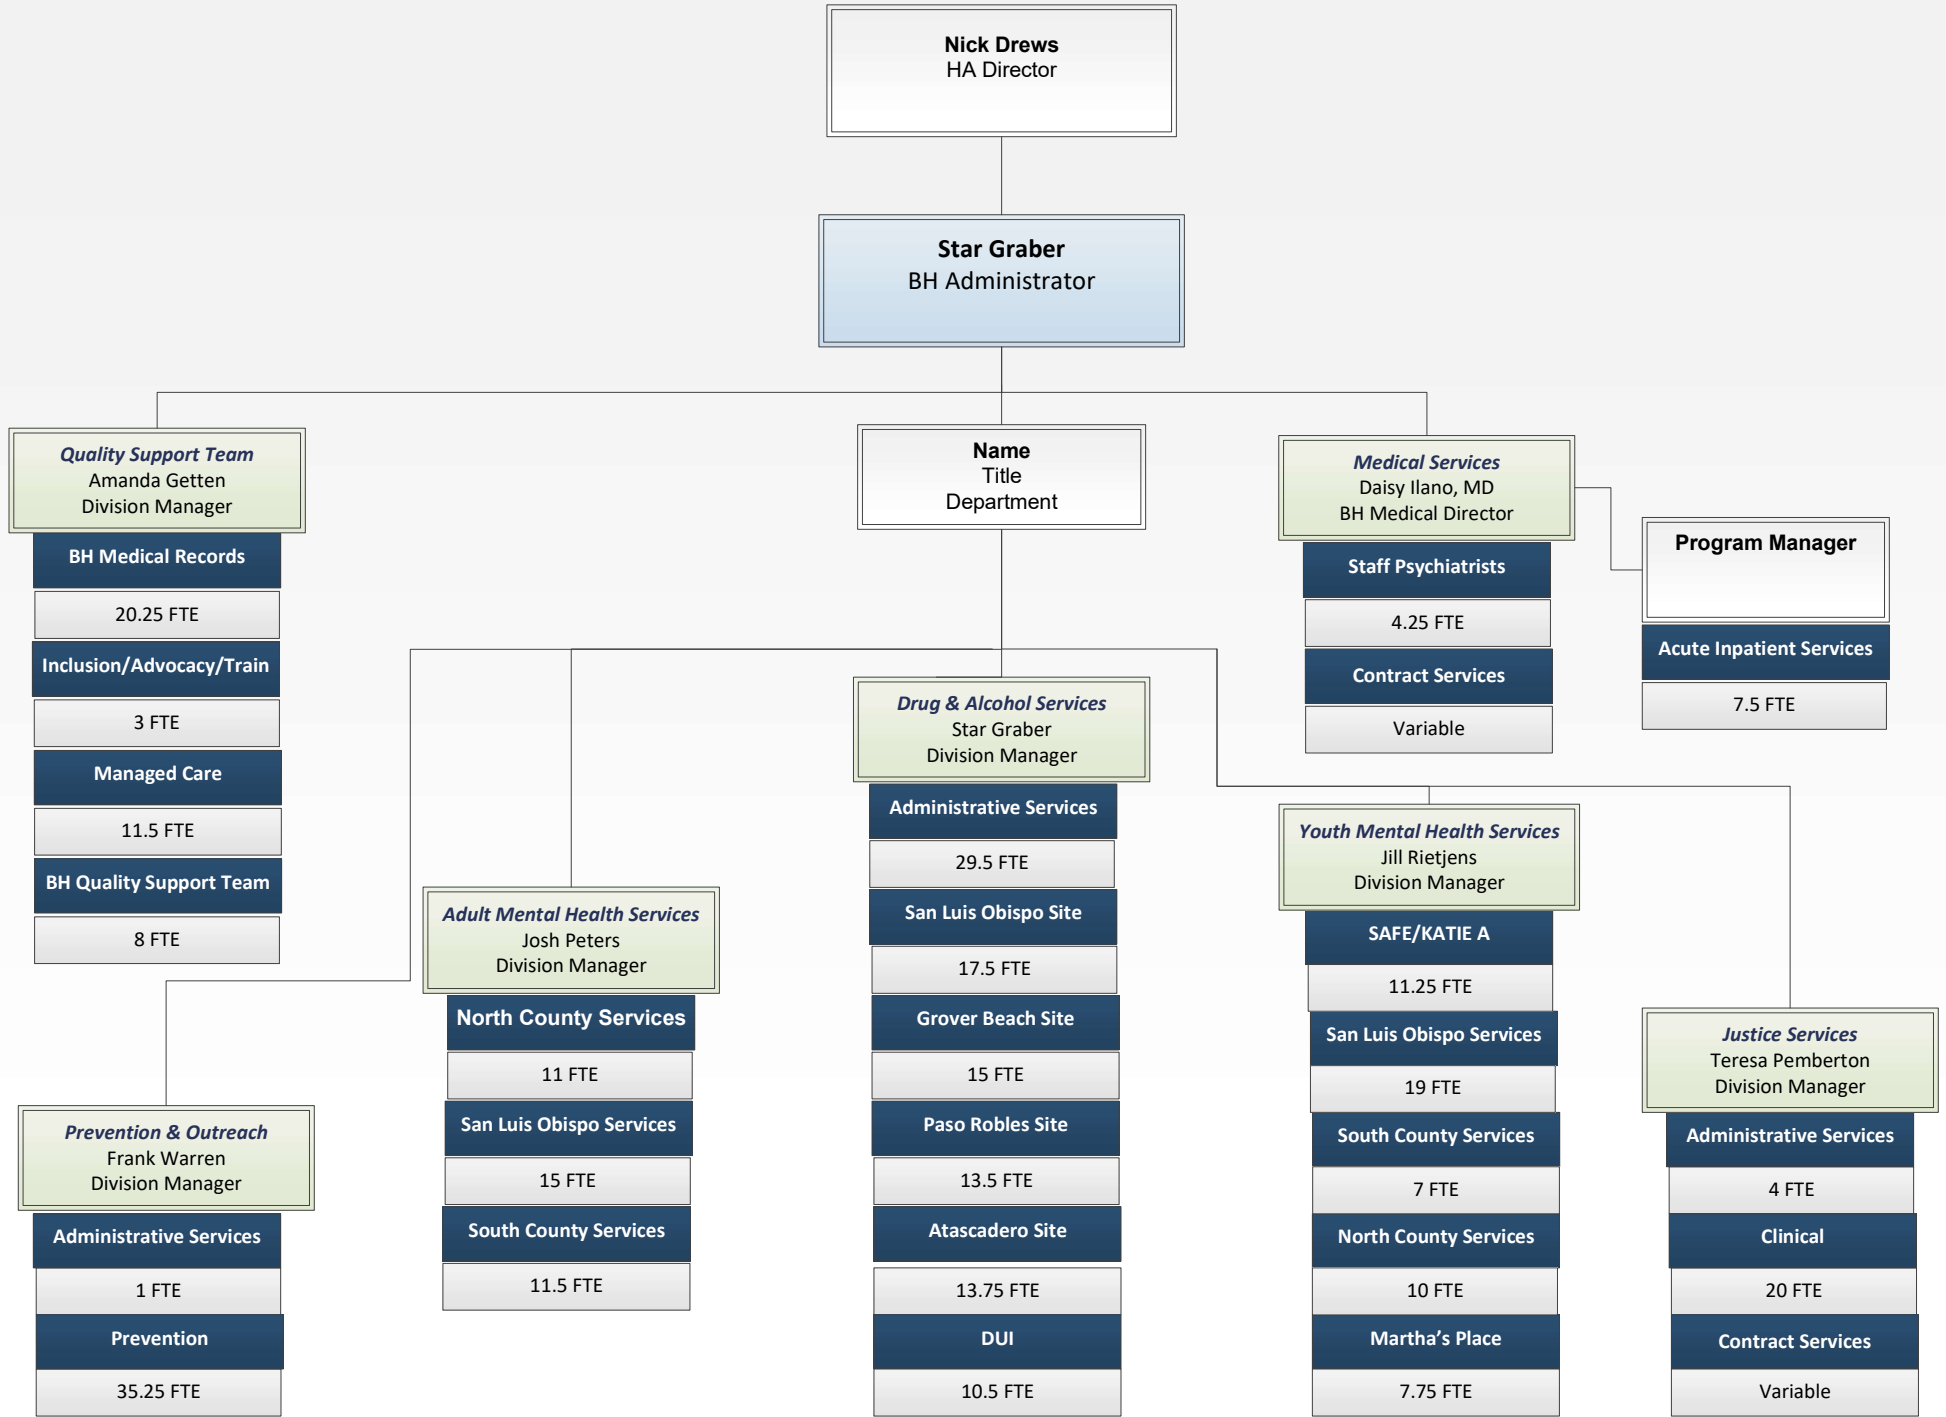 Nick Drews
HA Director
Star Graber
BH Administrator
Quality Support Team
Amanda Getten
Division Manager
BH Medical Records
20.25 FTE
Inclusion/Advocacy/Train
3 FTE
Managed Care
11.5 FTE
BH Quality Support Team
8 FTE
Name
Title
Department
Medical Services
Daisy Ilano, MD
BH Medical Director
Staff Psychiatrists
4.25 FTE
Contract Services
Variable
Program Manager
Acute Inpatient Services
7.5 FTE
Prevention & Outreach
Frank Warren
Division Manager
Administrative Services
1 FTE
Prevention
35.25 FTE
Adult Mental Health Services
Josh Peters
Division Manager
North County Services
11 FTE
San Luis Obispo Services
15 FTE
South County Services
11.5 FTE
Drug & Alcohol Services
Star Graber
Division Manager
Administrative Services
29.5 FTE
San Luis Obispo Site
17.5 FTE
Grover Beach Site
15 FTE
Paso Robles Site
13.5 FTE
Atascadero Site
13.75 FTE
DUI
10.5 FTE
Youth Mental Health Services
Jill Rietjens
Division Manager
SAFE/KATIE A
11.25 FTE
San Luis Obispo Services
19 FTE
South County Services
7 FTE
North County Services
10 FTE
Martha’s Place
7.75 FTE
Justice Services
Teresa Pemberton
Division Manager
Administrative Services
4 FTE
Clinical
20 FTE
Contract Services
Variable